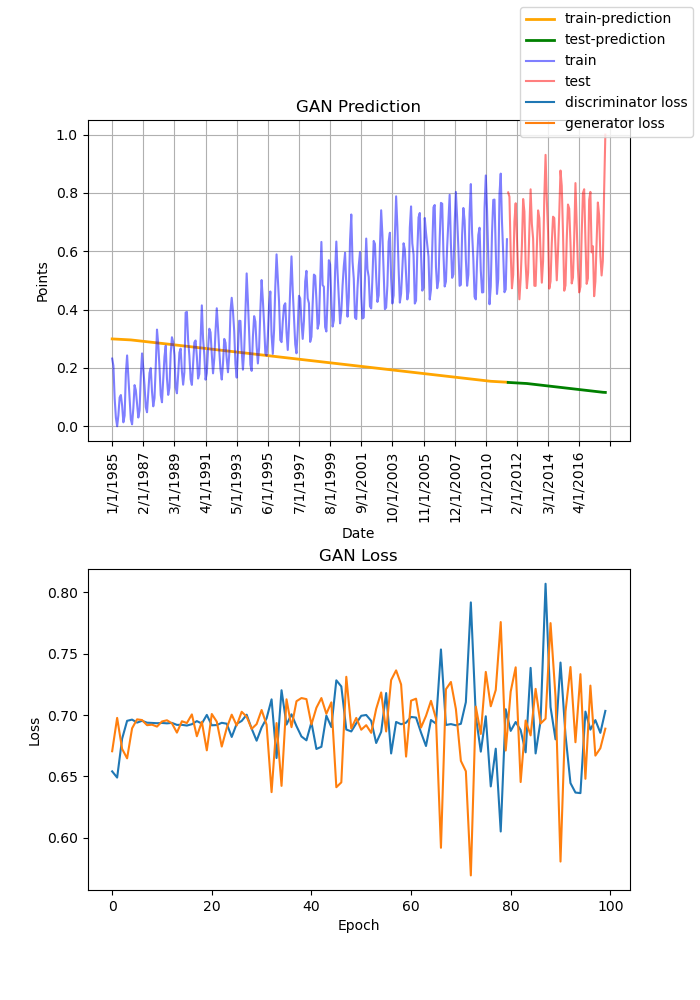 train-prediction
test-prediction
train
test
discriminator loss
generator loss
GAN Prediction
1.0
0.8
0.6
0.4
0.2
0.0
Points
1/1/1985
2/1/1987
3/1/1989
4/1/1991
5/1/1993
6/1/1995
7/1/1997
8/1/1999
9/1/2001
10/1/2003
11/1/2005
12/1/2007
1/1/2010
2/1/2012
3/1/2014
4/1/2016
Date
GAN Loss
0.80
0.75
0.70
0.65
0.60
Loss
0 20 40 60 80 100
Epoch